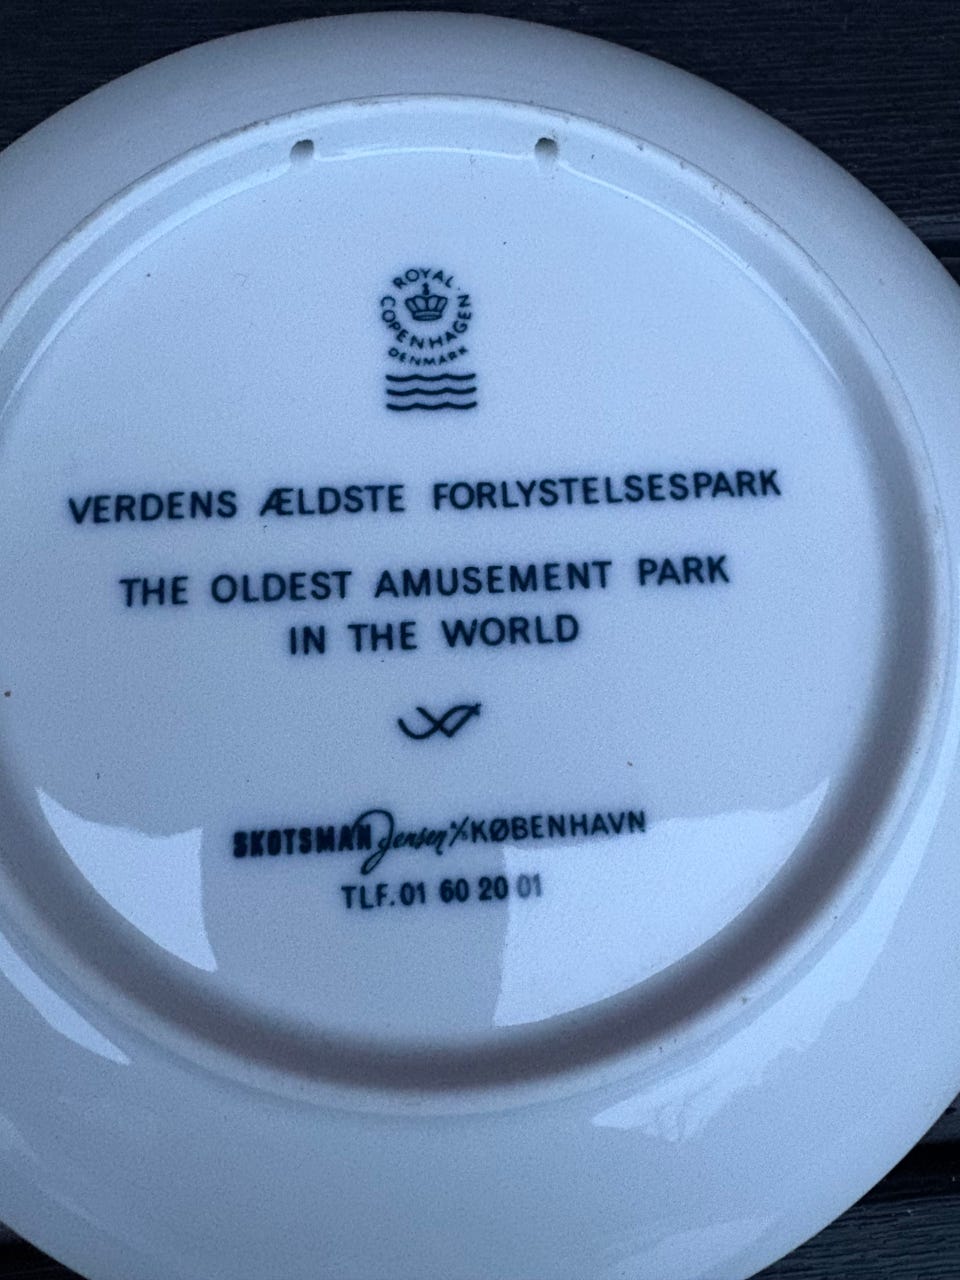 ROYAL
COPENHAGEN
DENMARK
VERDENS ÆLDSTE FORLYSTELSESPARK
THE OLDEST AMUSEMENT PARK
IN THE WORLD
SKOTSMAN Jensen A/S KØBENHAVN
TLF. 01 60 20 01